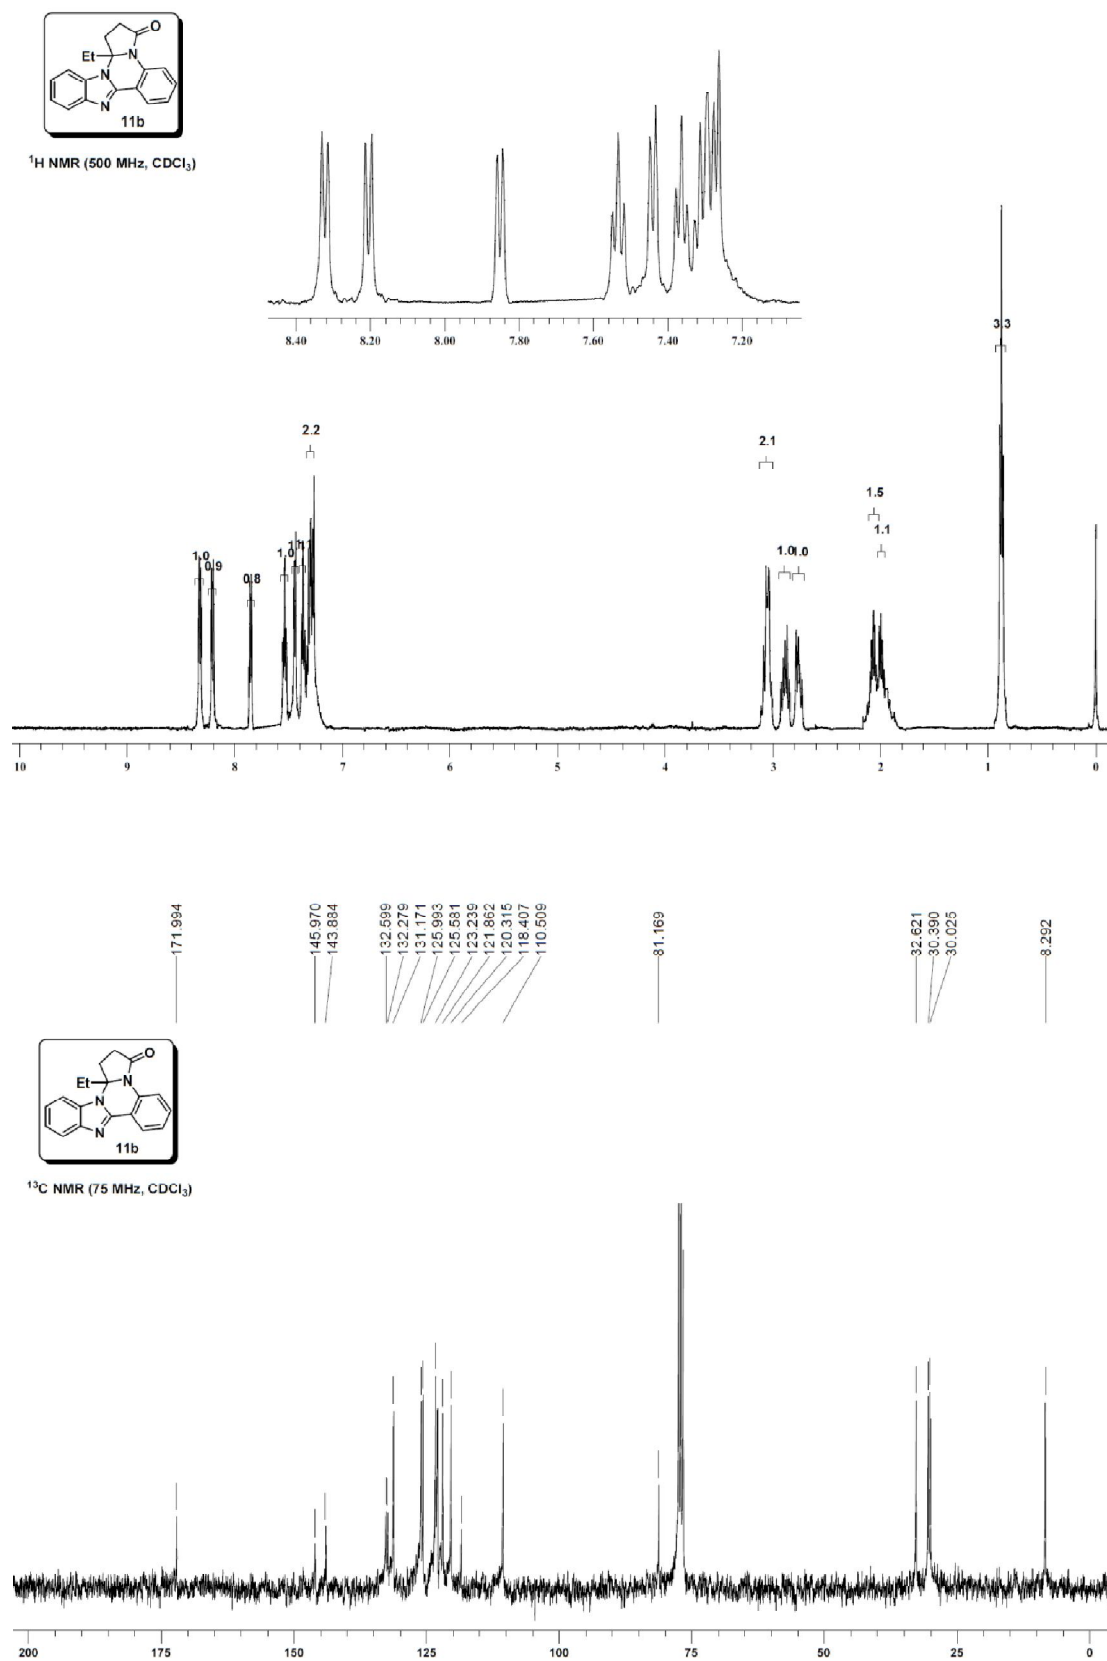 O
Et
N
N
N
11b
¹H NMR (500 MHz, CDCl₃)
8.40 8.20 8.00 7.80 7.60 7.40 7.20
3.3
2.2
2.1
1.5
1.1
1.0
0.9
0.8
1.0
1.1
1.0
1.0
10 9 8 7 6 5 4 3 2 1 0
171.994
145.970
143.884
132.599
132.279
131.171
125.993
125.581
123.239
121.862
120.315
118.407
110.509
81.169
32.621
30.390
30.025
8.292
O
Et
N
N
N
11b
¹³C NMR (75 MHz, CDCl₃)
200 175 150 125 100 75 50 25 0